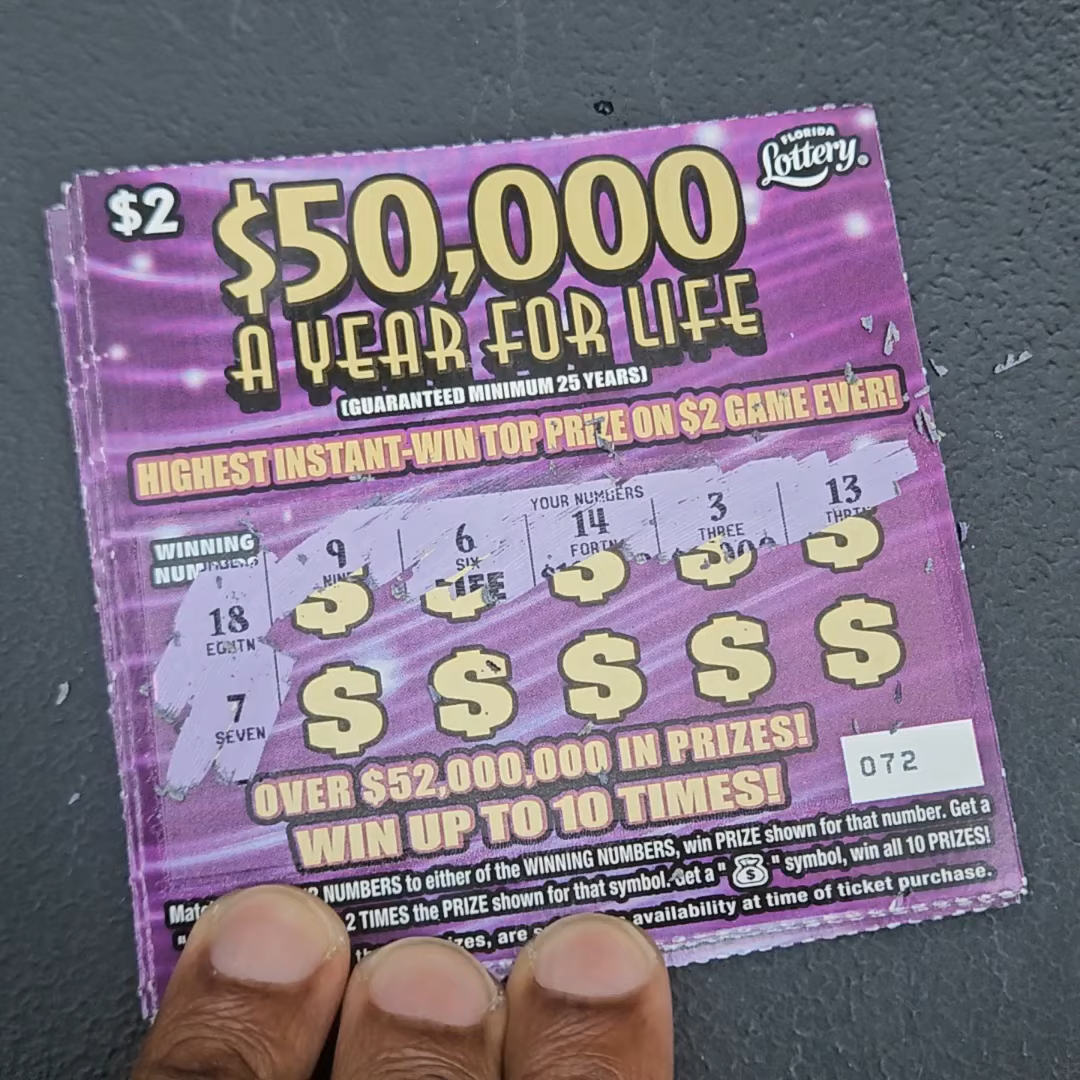 $2
FLORIDA
Lottery®
$50,000
A YEAR FOR LIFE
(GUARANTEED MINIMUM 25 YEARS)
HIGHEST INSTANT-WIN TOP PRIZE ON $2 GAME EVER!
YOUR NUMBERS
WINNING
9 6 14 3 13
SIX FORTN THREE
LIFE
18
EGHTN
7
SEVEN
OVER $52,000,000 IN PRIZES!
WIN UP TO 10 TIMES!
072
NUMBERS to either of the WINNING NUMBERS, win PRIZE shown for that number. Get a
2 TIMES the PRIZE shown for that symbol. Get a " $ " symbol, win all 10 PRIZES!
are availability at time of ticket purchase.